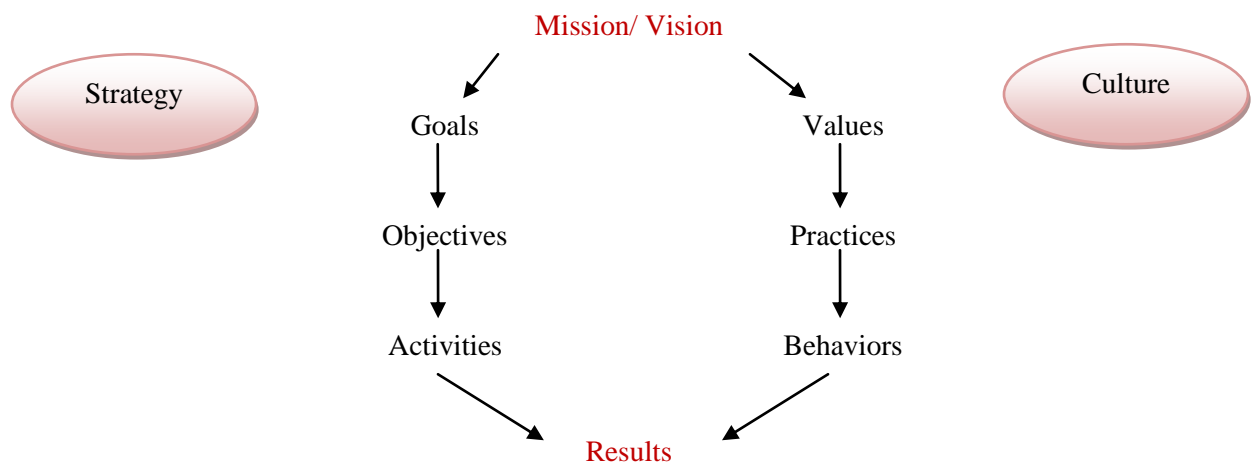 Mission/ Vision
Strategy
Culture
Goals
Values
Objectives
Practices
Activities
Behaviors
Results